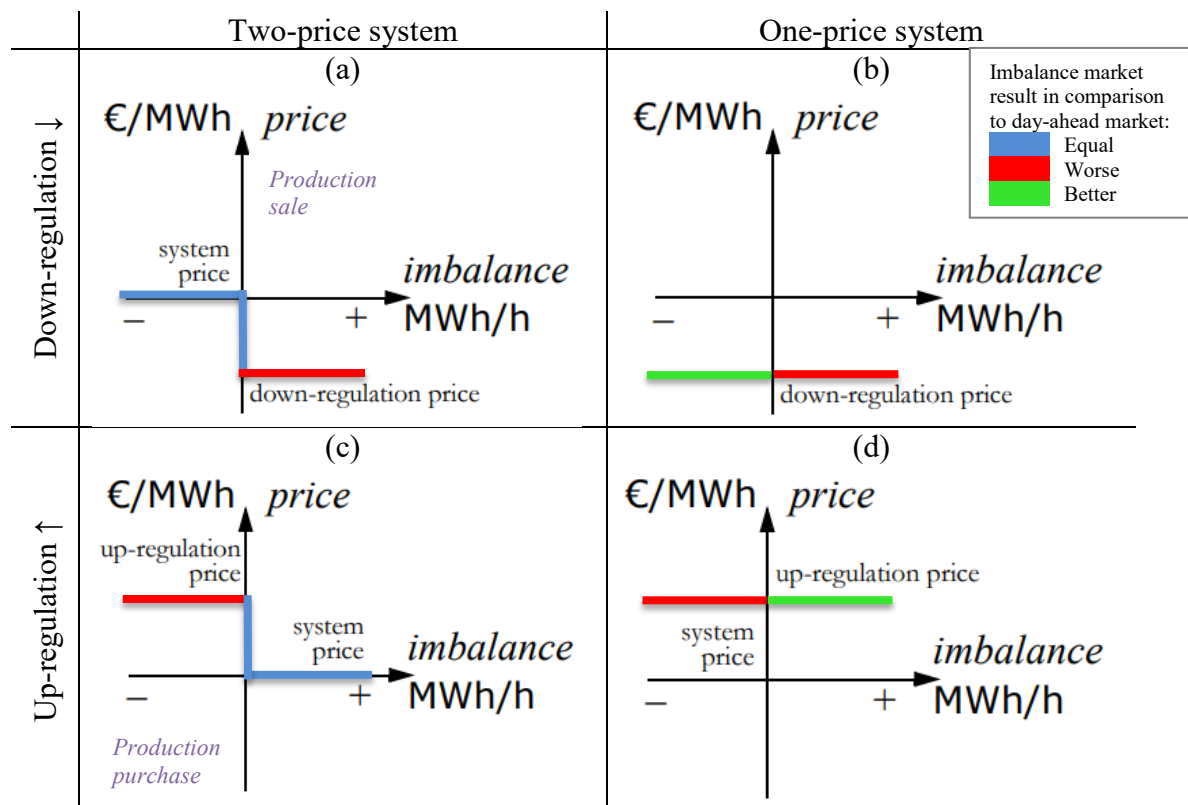 Two-price system
One-price system
Down-regulation ↓
(a)
€/MWh price
Production
sale
system
price
imbalance
MWh/h
−
+
down-regulation price
(b)
€/MWh price
imbalance
MWh/h
−
+
down-regulation price
Imbalance market
result in comparison
to day-ahead market:
Equal
Worse
Better
Up-regulation ↑
(c)
€/MWh price
up-regulation
price
system
price
imbalance
MWh/h
−
+
Production
purchase
(d)
€/MWh price
up-regulation price
system
price
imbalance
MWh/h
−
+